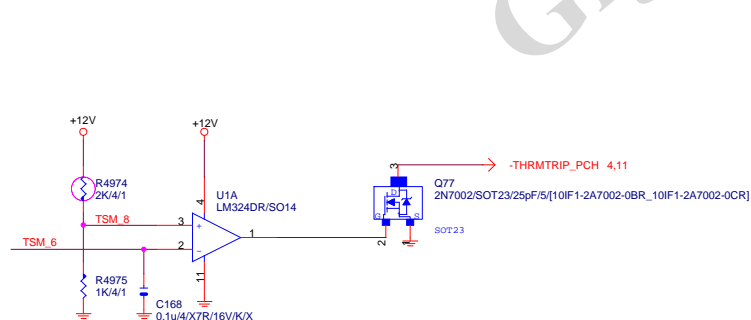 +12V
+12V
R4974
2K/4/1
U1A
LM324DR/SO14
4
TSM_8
3
+
TSM_6
2
-
1
11
R4975
1K/4/1
C168
0.1u/4/X7R/16V/K/X
3
-THRMTRIP_PCH 4,11
Q77
2N7002/SOT23/25pF/5/[10IF1-2A7002-0BR_10IF1-2A7002-0CR]
D
G
S
2
1
SOT23